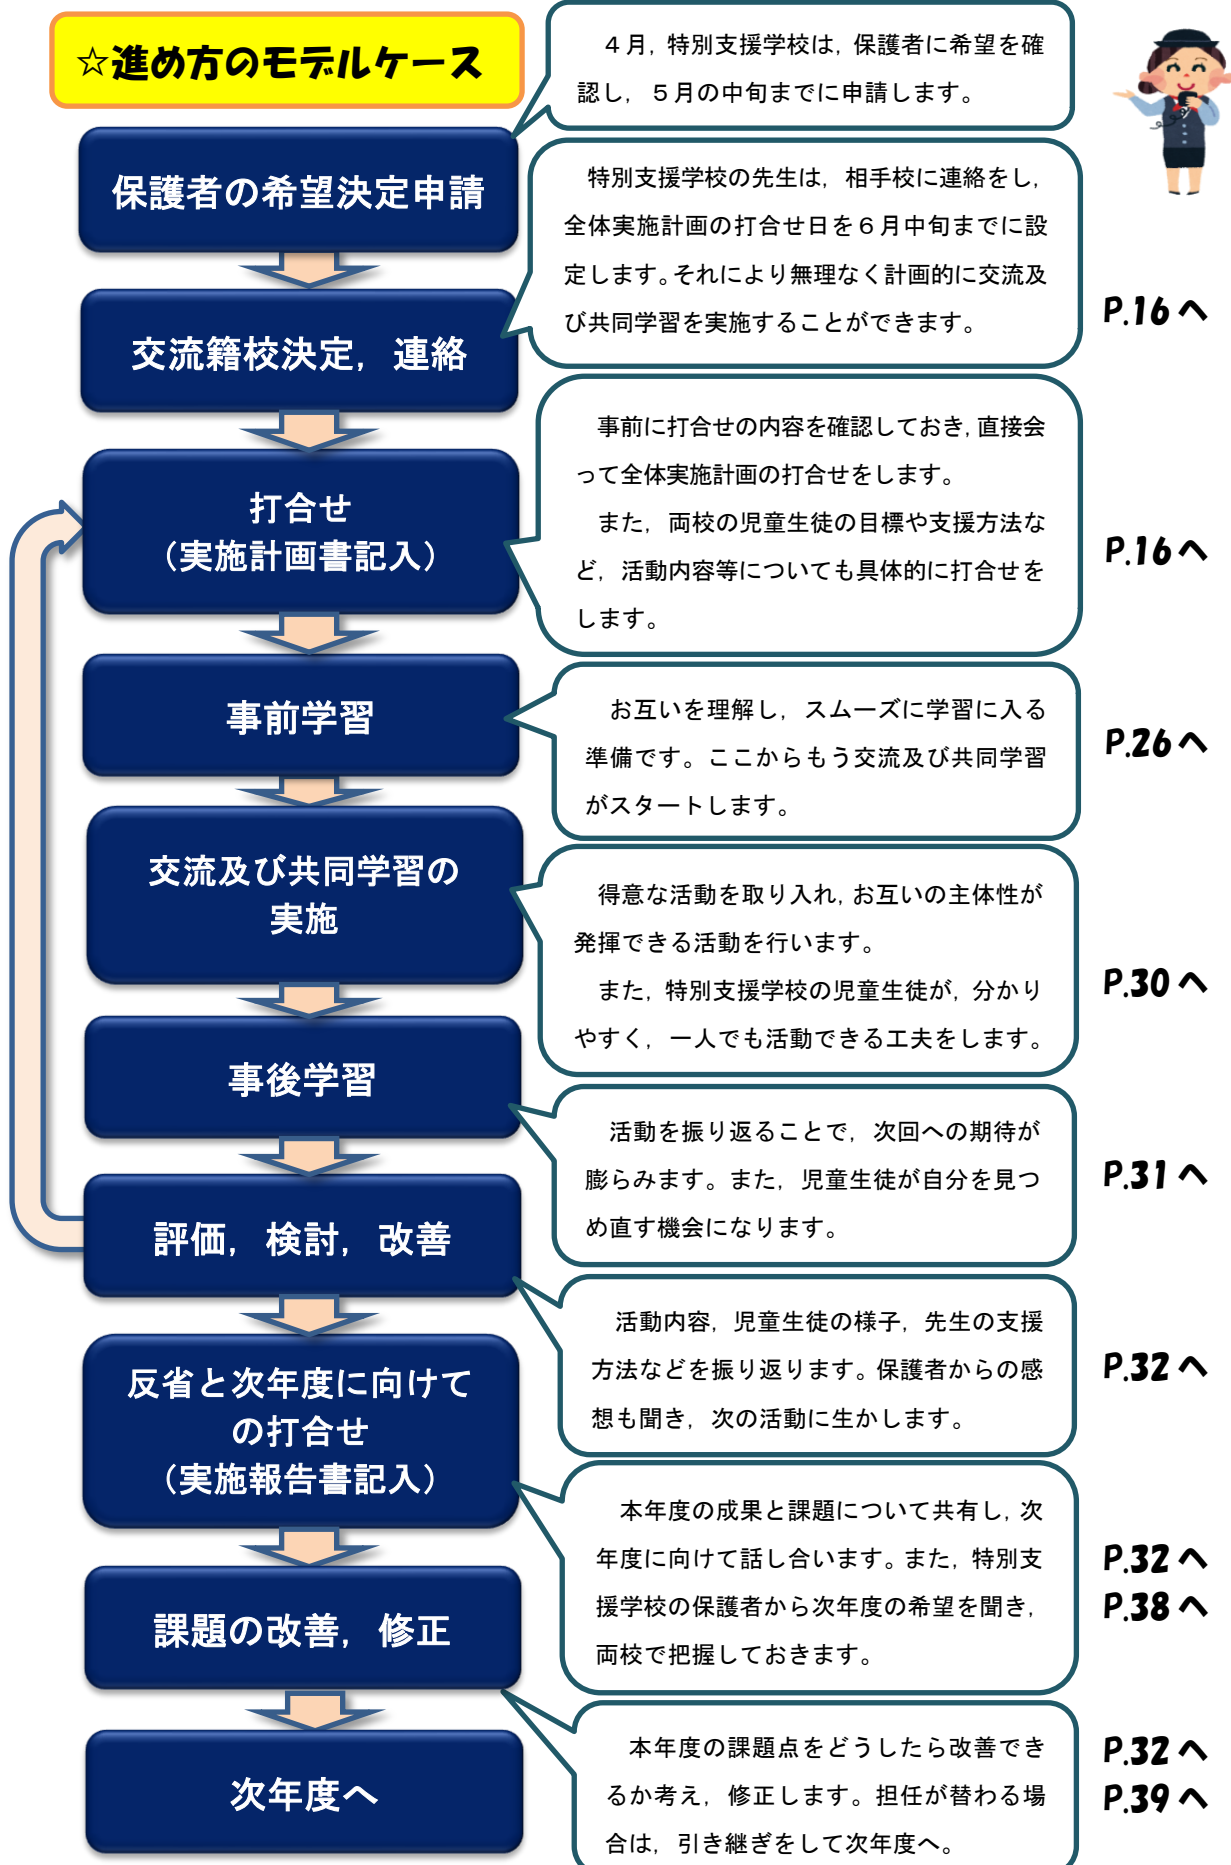 ☆進め方のモデルケース
４月，特別支援学校は，保護者に希望を確
認し，５月の中旬までに申請します。
保護者の希望決定申請
特別支援学校の先生は，相手校に連絡をし，
全体実施計画の打合せ日を６月中旬までに設
定します。それにより無理なく計画的に交流及
び共同学習を実施することができます。
P.16へ
交流籍校決定，連絡
事前に打合せの内容を確認しておき，直接会
って全体実施計画の打合せをします。
また，両校の児童生徒の目標や支援方法な
ど，活動内容等についても具体的に打合せを
します。
P.16へ
打合せ
（実施計画書記入）
事前学習
お互いを理解し，スムーズに学習に入る
準備です。ここからもう交流及び共同学習
がスタートします。
P.26へ
交流及び共同学習の
実施
得意な活動を取り入れ，お互いの主体性が
発揮できる活動を行います。
また，特別支援学校の児童生徒が，分かり
やすく，一人でも活動できる工夫をします。
P.30へ
事後学習
活動を振り返ることで，次回への期待が
膨らみます。また，児童生徒が自分を見つ
め直す機会になります。
P.31へ
評価，検討，改善
活動内容，児童生徒の様子，先生の支援
方法などを振り返ります。保護者からの感
想も聞き，次の活動に生かします。
P.32へ
反省と次年度に向けて
の打合せ
（実施報告書記入）
本年度の成果と課題について共有し，次
年度に向けて話し合います。また，特別支
援学校の保護者から次年度の希望を聞き，
両校で把握しておきます。
P.32へ
P.38へ
課題の改善，修正
本年度の課題点をどうしたら改善でき
るか考え，修正します。担任が替わる場
合は，引き継ぎをして次年度へ。
P.32へ
P.39へ
次年度へ